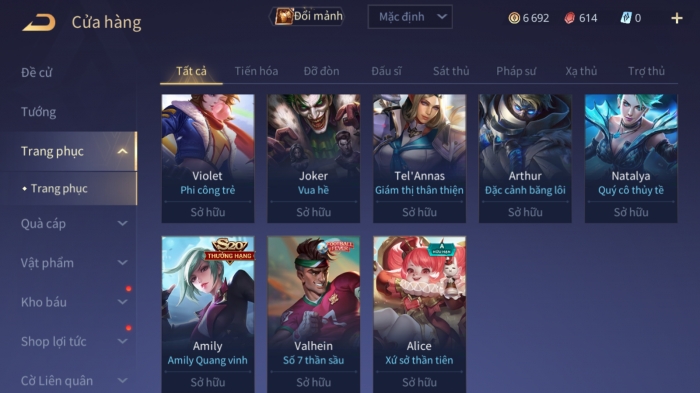 Cửa hàng
Đổi mảnh
Mặc định
6 692
614
0
Đề cử
Tướng
Trang phục
Trang phục
Quà cáp
Vật phẩm
Kho báu
Shop lợi tức
Cờ Liên quân
Tất cả
Tiến hóa
Đỡ đòn
Đấu sĩ
Sát thủ
Pháp sư
Xạ thủ
Trợ thủ
Violet
Phi công trẻ
Sở hữu
Joker
Vua hề
Sở hữu
Tel'Annas
Giám thị thân thiện
Sở hữu
Arthur
Đặc cảnh băng lôi
Sở hữu
Natalya
Quý cô thủy tề
Sở hữu
S20
THƯỞNG HẠNG
Amily
Amily Quang vinh
Sở hữu
FOOTBALL
FEVER
Valhein
Số 7 thần sầu
Sở hữu
Alice
Xứ sở thần tiên
Sở hữu